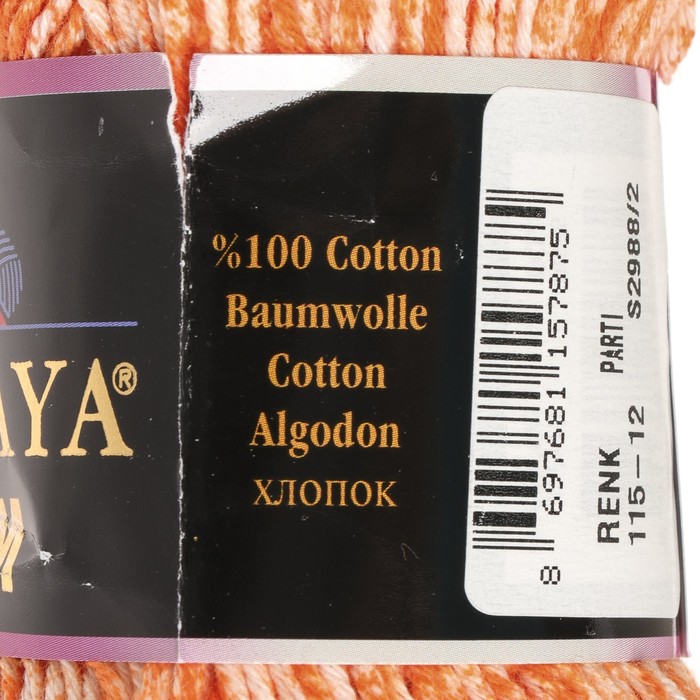 AYA®
M
%100 Cotton
Baumwolle
Cotton
Algodon
хлопок
8 697681 157875
RENK
115-12
PARTI
S2988/2